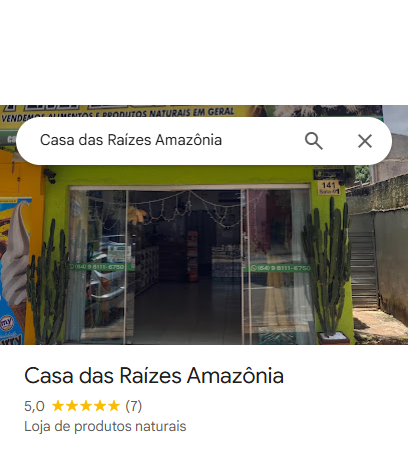 VENDEMOS ALIMENTOS E PRODUTOS NATURAIS EM GERAL
Casa das Raízes Amazônia
141
(64) 9 8111-6750
(64) 9 8111-6750
Casa das Raízes Amazônia
5,0 (7)
Loja de produtos naturais